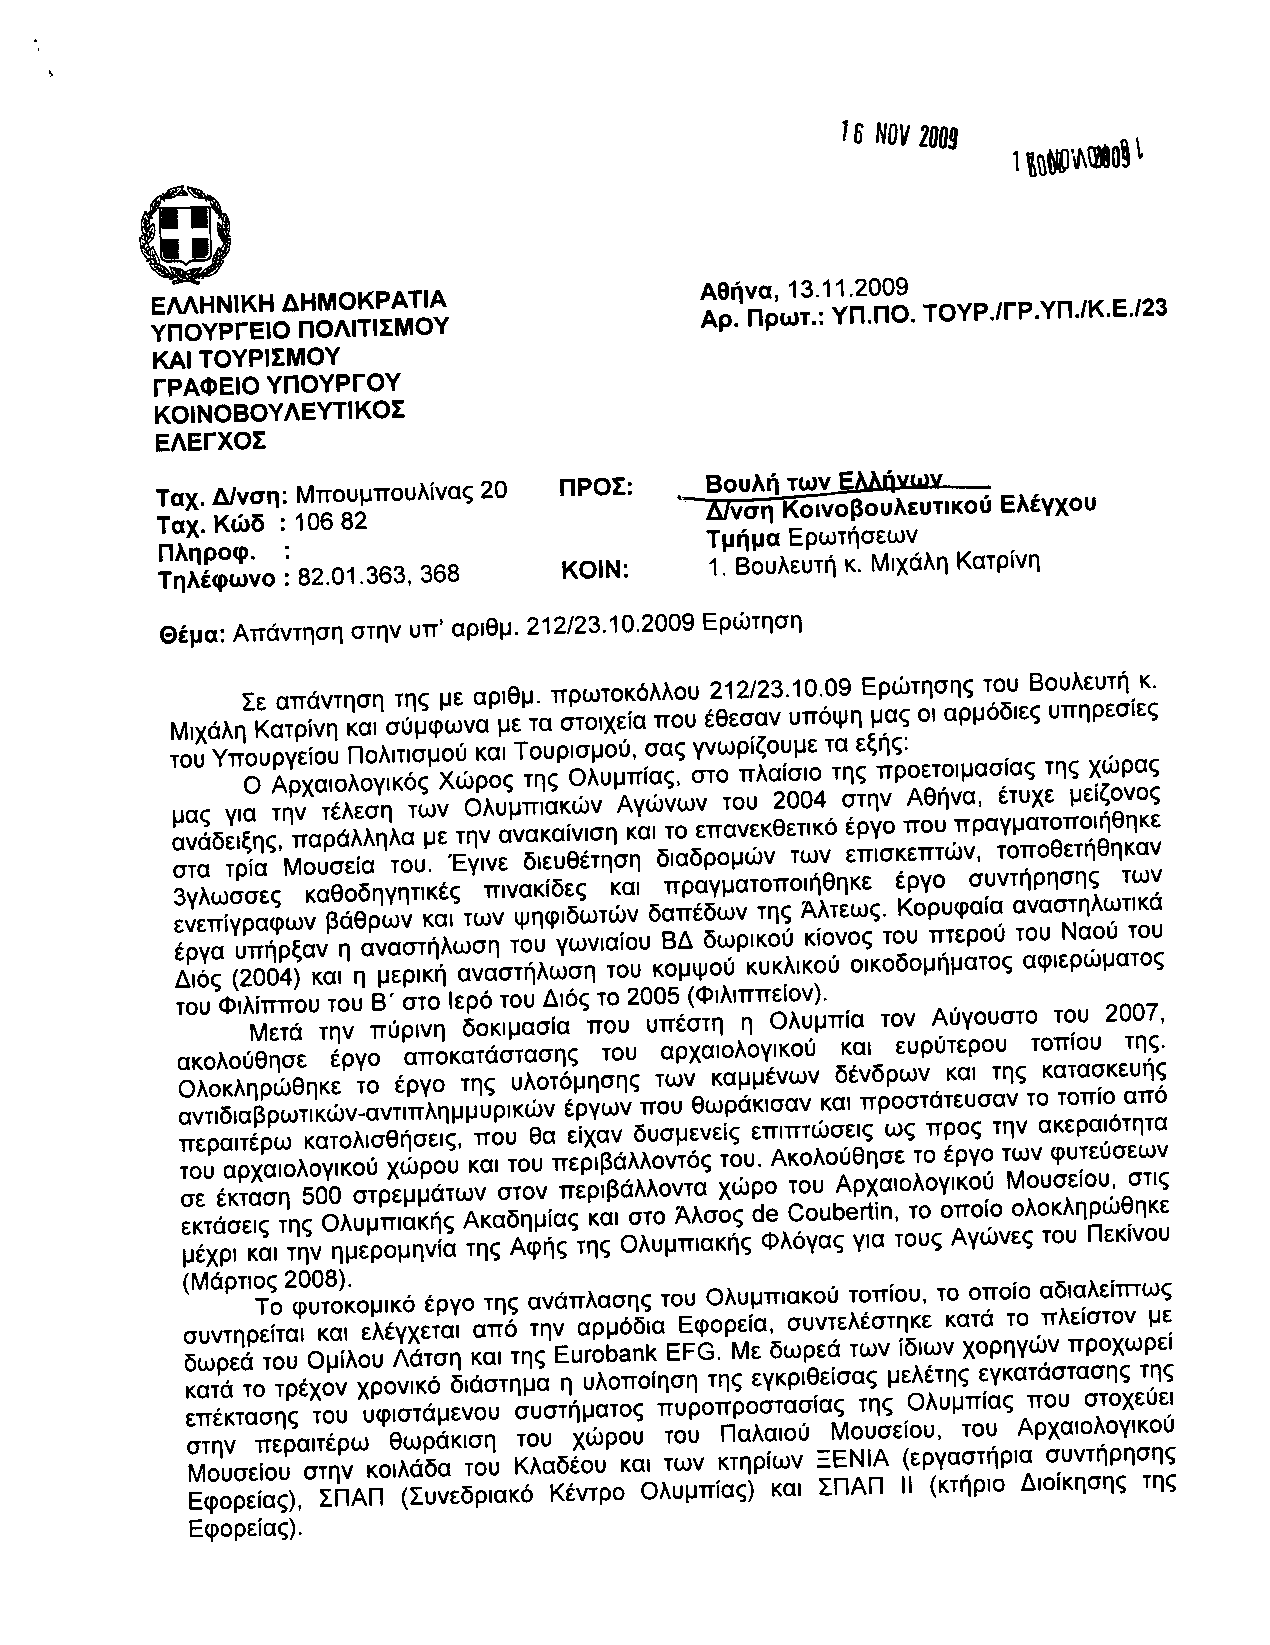 16 NOV 2009
ΕΛΛΗΝΙΚΗ ΔΗΜΟΚΡΑΤΙΑ
ΥΠΟΥΡΓΕΙΟ ΠΟΛΙΤΙΣΜΟΥ
ΚΑΙ ΤΟΥΡΙΣΜΟΥ
ΓΡΑΦΕΙΟ ΥΠΟΥΡΓΟΥ
ΚΟΙΝΟΒΟΥΛΕΥΤΙΚΟΣ
ΕΛΕΓΧΟΣ
Αθήνα, 13.11.2009
Αρ. Πρωτ.: ΥΠ.ΠΟ. ΤΟΥΡ./ΓΡ.ΥΠ./Κ.Ε./23
Ταχ. Δ/νση: Μπουμπουλίνας 20
Ταχ. Κώδ : 106 82
Πληροφ. :
Τηλέφωνο : 82.01.363, 368
ΠΡΟΣ: Βουλή των Ελλήνων
Δ/νση Κοινοβουλευτικού Ελέγχου
Τμήμα Ερωτήσεων
ΚΟΙΝ: 1. Βουλευτή κ. Μιχάλη Κατρίνη
Θέμα: Απάντηση στην υπ' αριθμ. 212/23.10.2009 Ερώτηση
Σε απάντηση της με αριθμ. πρωτοκόλλου 212/23.10.09 Ερώτησης του Βουλευτή κ.
Μιχάλη Κατρίνη και σύμφωνα με τα στοιχεία που έθεσαν υπόψη μας οι αρμόδιες υπηρεσίες
του Υπουργείου Πολιτισμού και Τουρισμού, σας γνωρίζουμε τα εξής:
Ο Αρχαιολογικός Χώρος της Ολυμπίας, στο πλαίσιο της προετοιμασίας της χώρας
μας για την τέλεση των Ολυμπιακών Αγώνων του 2004 στην Αθήνα, έτυχε μείζονος
ανάδειξης, παράλληλα με την ανακαίνιση και το επανεκθετικό έργο που πραγματοποιήθηκε
στα τρία Μουσεία του. Έγινε διευθέτηση διαδρομών των επισκεπτών, τοποθετήθηκαν
3γλωσσες καθοδηγητικές πινακίδες και πραγματοποιήθηκε έργο συντήρησης των
ενεπίγραφων βάθρων και των ψηφιδωτών δαπέδων της Άλτεως. Κορυφαία αναστηλωτικά
έργα υπήρξαν η αναστήλωση του γωνιαίου ΒΔ δωρικού κίονος του πτερού του Ναού του
Διός (2004) και η μερική αναστήλωση του κομψού κυκλικού οικοδομήματος αφιερώματος
του Φιλίππου του Β΄ στο Ιερό του Διός το 2005 (Φιλιππείον).
Μετά την πύρινη δοκιμασία που υπέστη η Ολυμπία τον Αύγουστο του 2007,
ακολούθησε έργο αποκατάστασης του αρχαιολογικού και ευρύτερου τοπίου της.
Ολοκληρώθηκε το έργο της υλοτόμησης των καμμένων δένδρων και της κατασκευής
αντιδιαβρωτικών-αντιπλημμυρικών έργων που θωράκισαν και προστάτευσαν το τοπίο από
περαιτέρω κατολισθήσεις, που θα είχαν δυσμενείς επιπτώσεις ως προς την ακεραιότητα
του αρχαιολογικού χώρου και του περιβάλλοντός του. Ακολούθησε το έργο των φυτεύσεων
σε έκταση 500 στρεμμάτων στον περιβάλλοντα χώρο του Αρχαιολογικού Μουσείου, στις
εκτάσεις της Ολυμπιακής Ακαδημίας και στο Άλσος de Coubertin, το οποίο ολοκληρώθηκε
μέχρι και την ημερομηνία της Αφής της Ολυμπιακής Φλόγας για τους Αγώνες του Πεκίνου
(Μάρτιος 2008).
Το φυτοκομικό έργο της ανάπλασης του Ολυμπιακού τοπίου, το οποίο αδιαλείπτως
συντηρείται και ελέγχεται από την αρμόδια Εφορεία, συντελέστηκε κατά το πλείστον με
δωρεά του Ομίλου Λάτση και της Eurobank EFG. Με δωρεά των ίδιων χορηγών προχωρεί
κατά το τρέχον χρονικό διάστημα η υλοποίηση της εγκριθείσας μελέτης εγκατάστασης της
επέκτασης του υφιστάμενου συστήματος πυροπροστασίας της Ολυμπίας που στοχεύει
στην περαιτέρω θωράκιση του χώρου του Παλαιού Μουσείου, του Αρχαιολογικού
Μουσείου στην κοιλάδα του Κλαδέου και των κτηρίων ΞΕΝΙΑ (εργαστήρια συντήρησης
Εφορείας), ΣΠΑΠ (Συνεδριακό Κέντρο Ολυμπίας) και ΣΠΑΠ ΙΙ (κτήριο Διοίκησης της
Εφορείας).